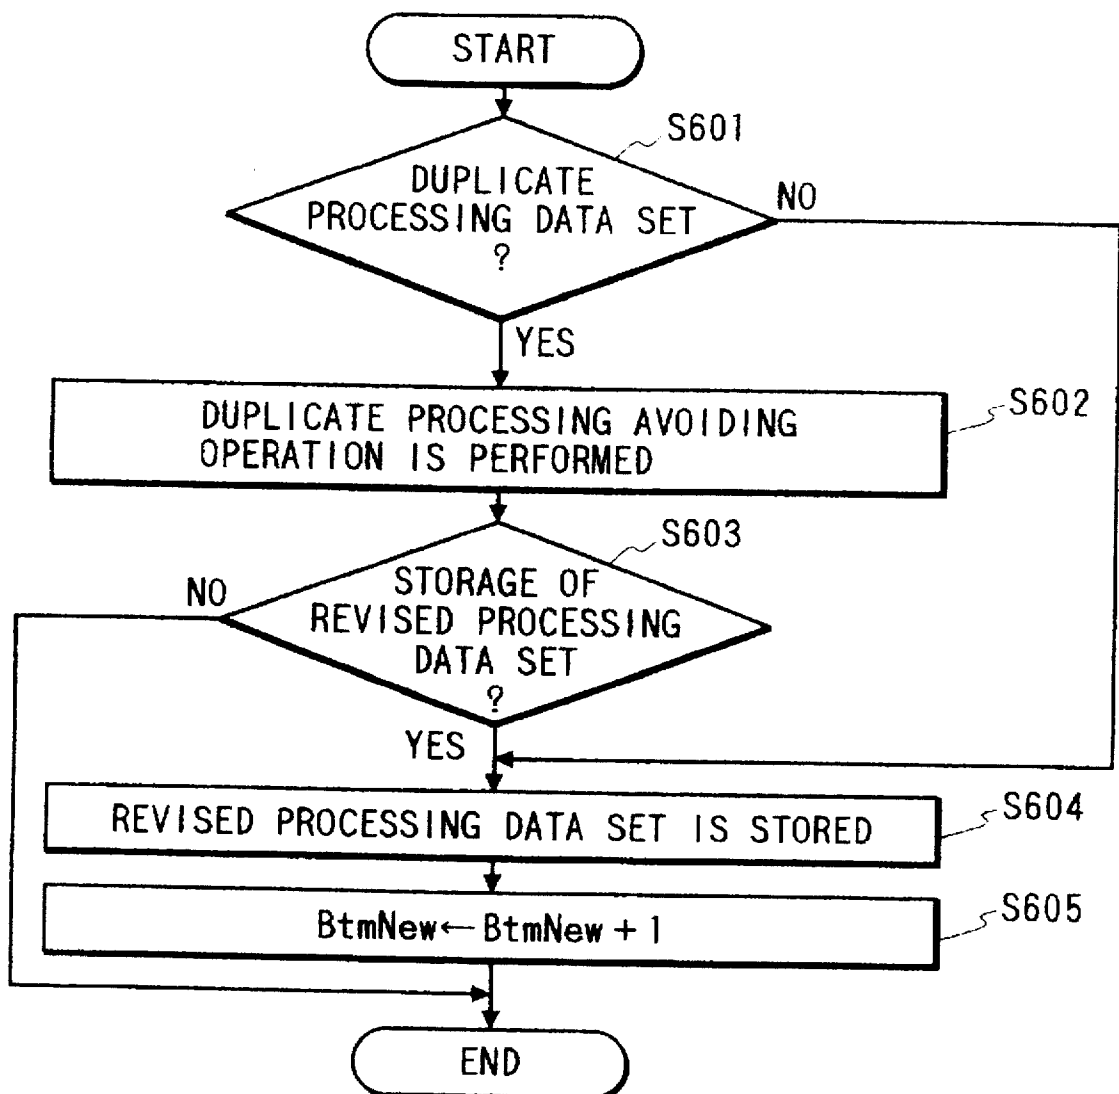 START
S601
DUPLICATE
PROCESSING DATA SET
?
NO
YES
S602
DUPLICATE PROCESSING AVOIDING
OPERATION IS PERFORMED
S603
NO
STORAGE OF
REVISED PROCESSING
DATA SET
?
YES
S604
REVISED PROCESSING DATA SET IS STORED
S605
BtmNew←BtmNew+1
END